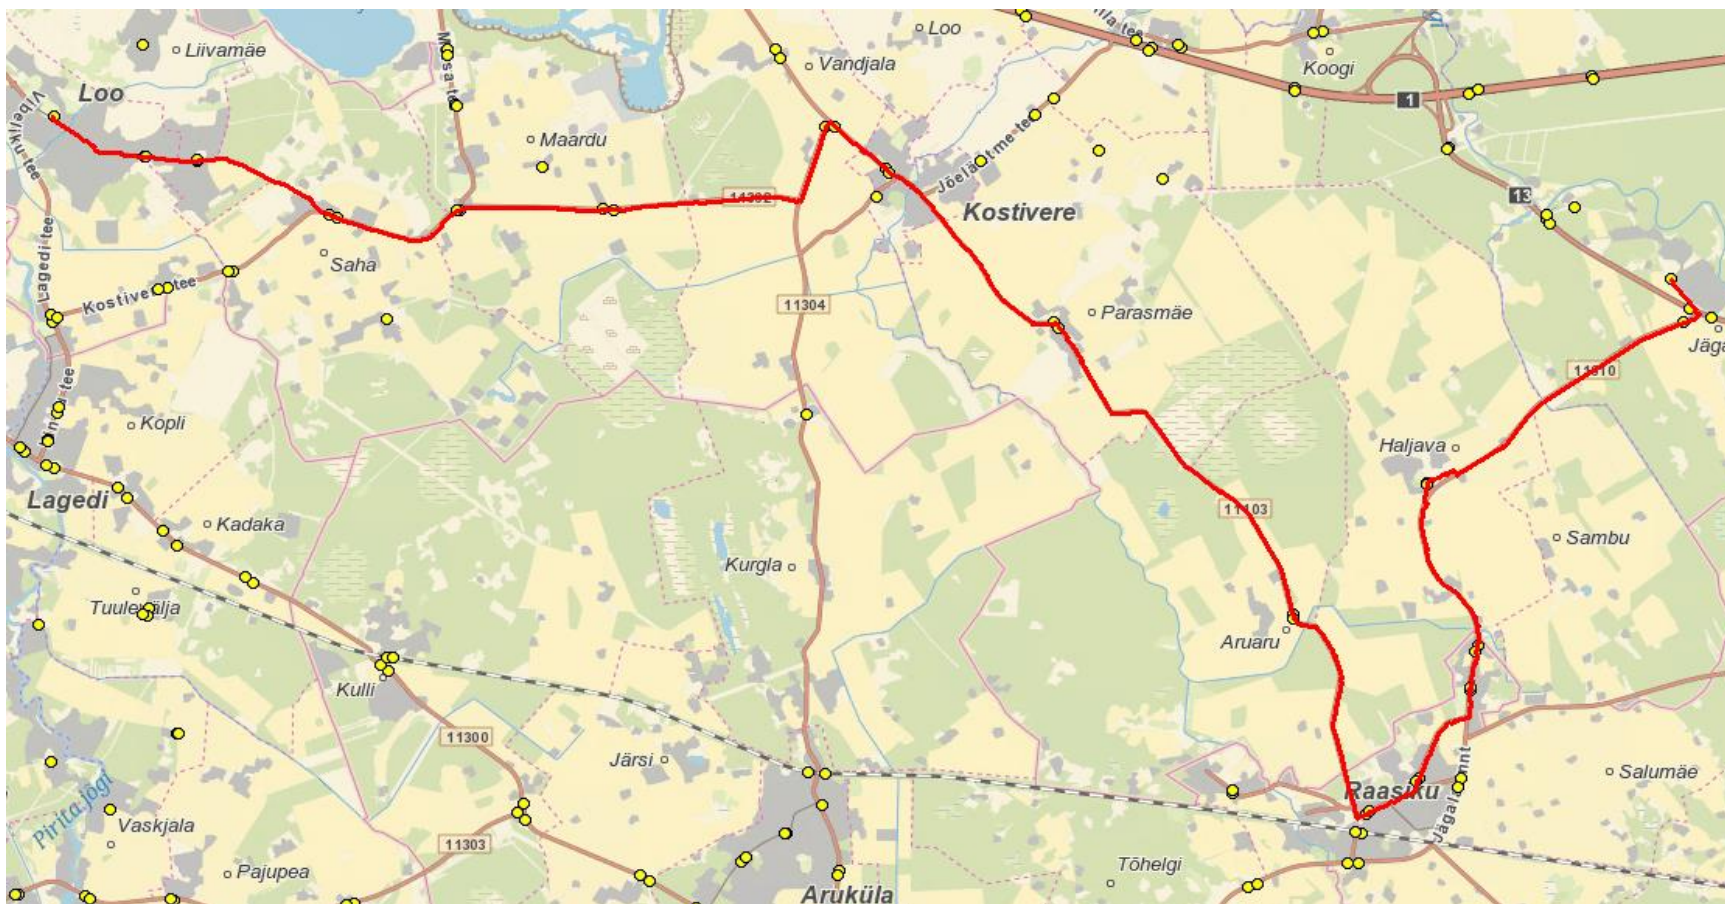 Liivamäe
Loo
Vandjala
Koogi
Loo
1
Maardu
Jõelähtme tee
13
14302
Kostivere
Lagedi tee
Saha
Kostivere tee
11304
Parasmäe
Kopli
Haljava
Lagedi
Kadaka
11103
Kurgla
Sambu
Aruaru
Kulli
11300
Järsi
Salumäe
Raasiku
Pirita jõgi
Vaskjala
11303
Pajupea
Tõhelgi
Aruküla